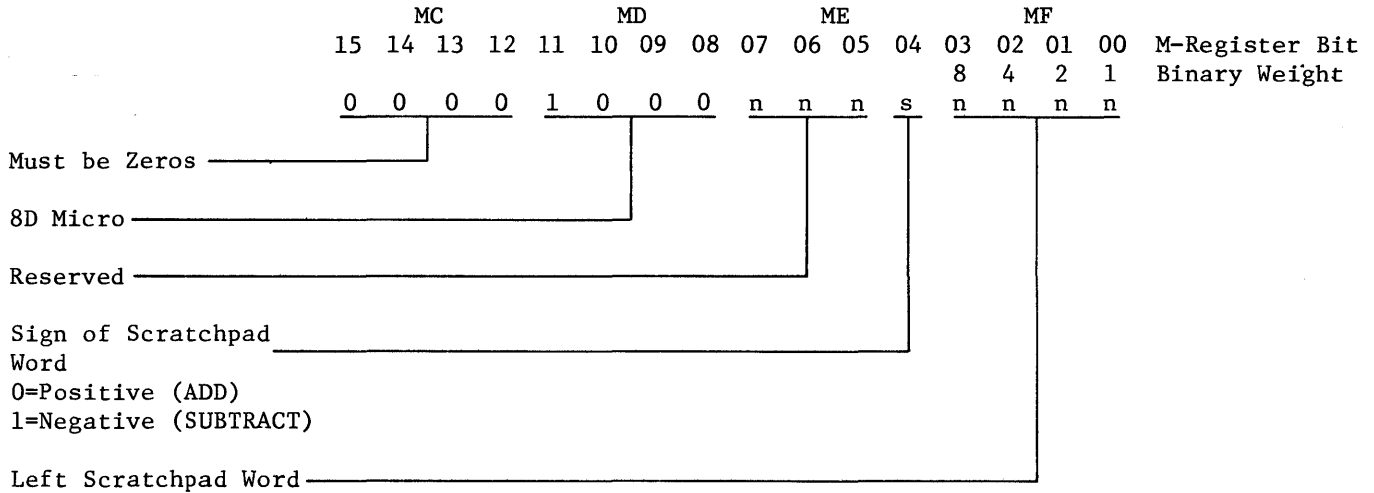 MC MD ME MF
15 14 13 12 11 10 09 08 07 06 05 04 03 02 01 00 M-Register Bit
8 4 2 1 Binary Weight
0 0 0 0 1 0 0 0 n n n s n n n n
Must be Zeros
8D Micro
Reserved
Sign of Scratchpad
Word
0=Positive (ADD)
1=Negative (SUBTRACT)
Left Scratchpad Word